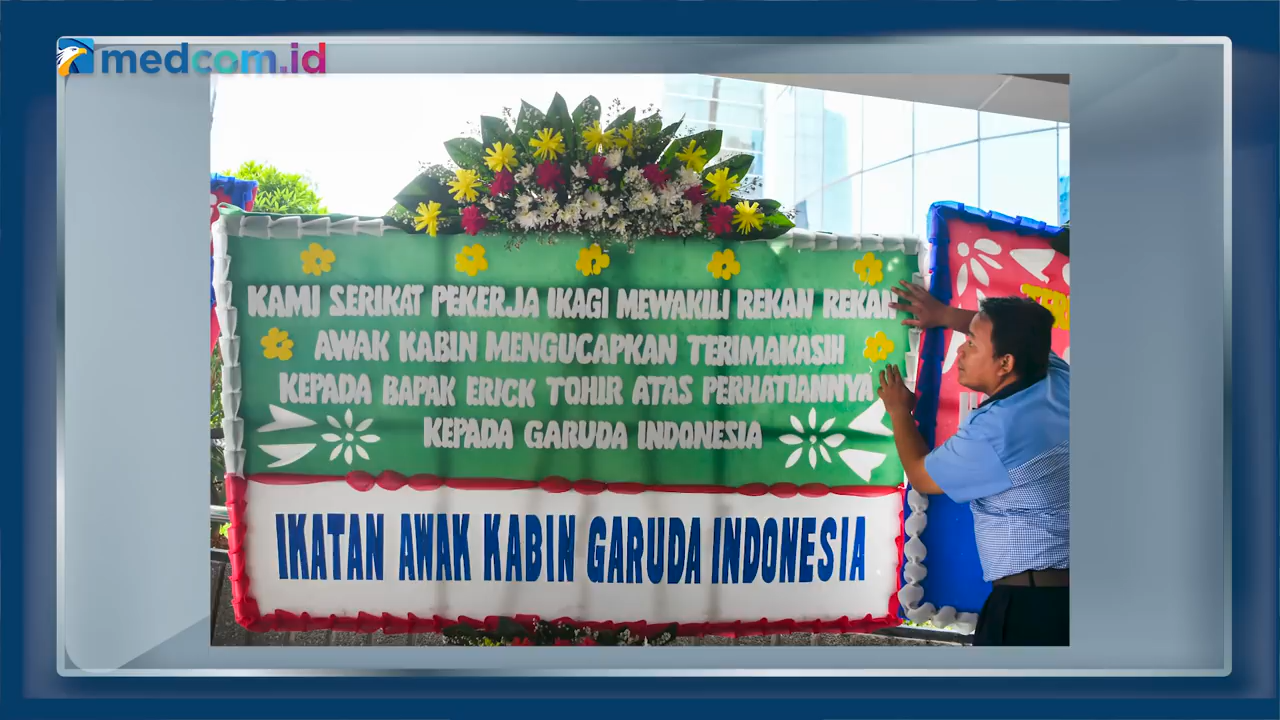 medcom.id
KAMI SERIKAT PEKERJA IKAGI MEWAKILI REKAN REKAN
AWAK KABIN MENGUCAPKAN TERIMAKASIH
KEPADA BAPAK ERICK TOHIR ATAS PERHATIANNYA
KEPADA GARUDA INDONESIA
IKATAN AWAK KABIN GARUDA INDONESIA